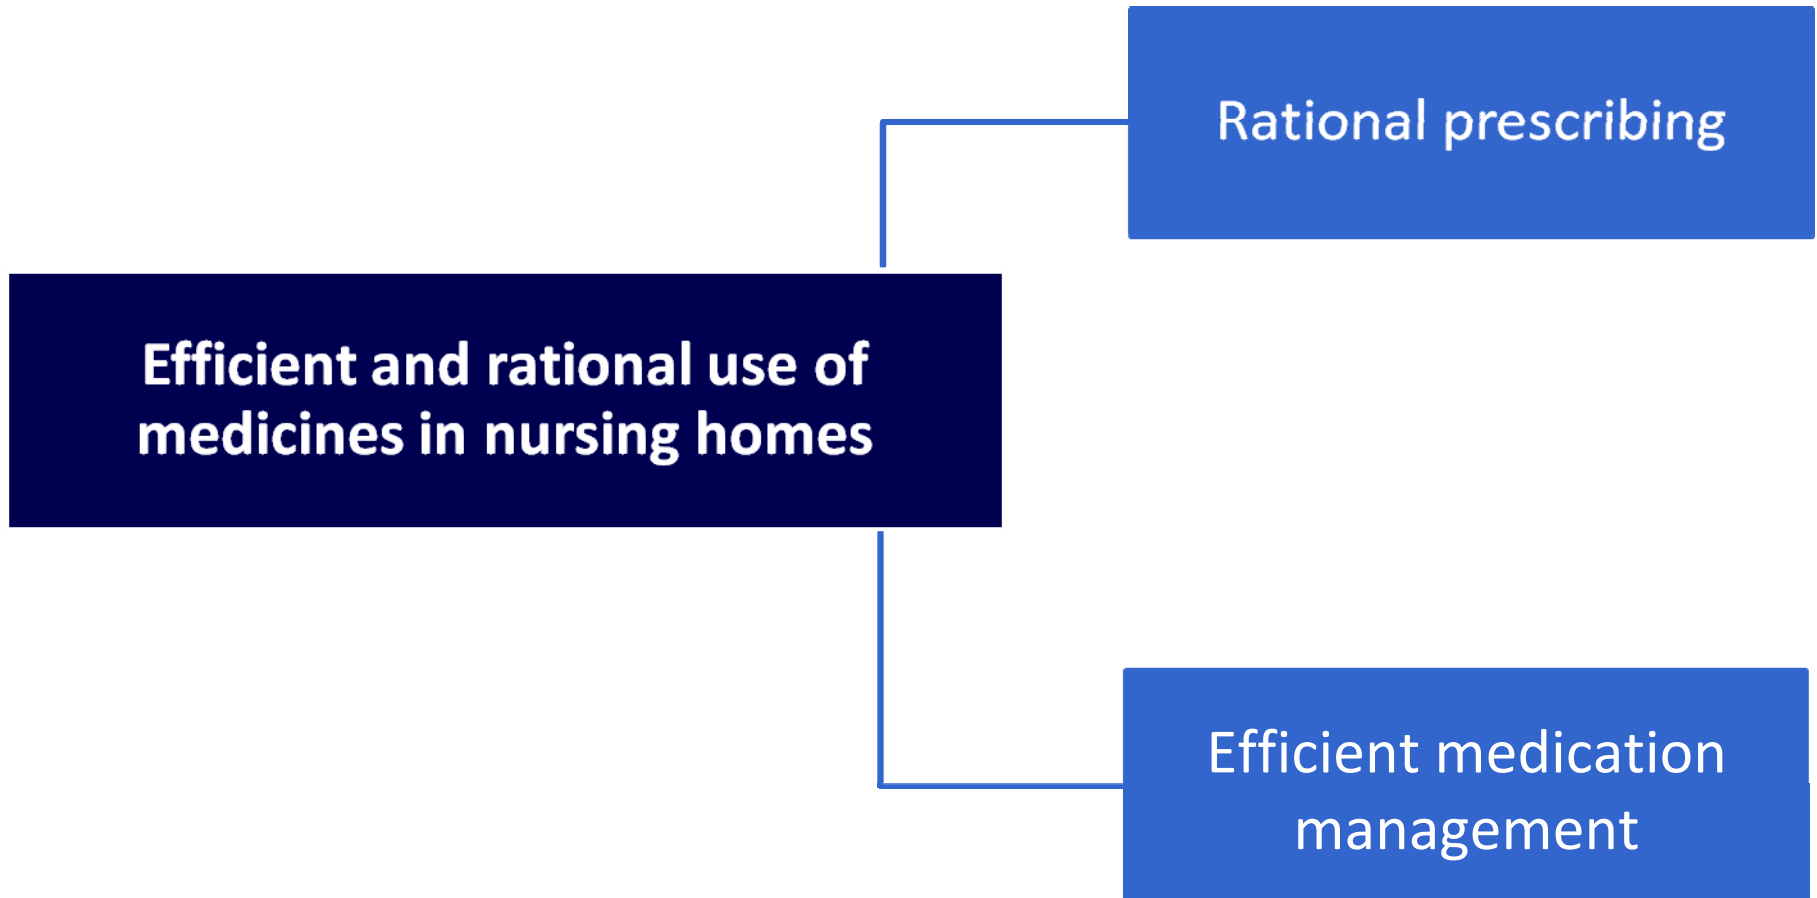 Rational prescribing
Efficient and rational use of
medicines in nursing homes
Efficient medication
management